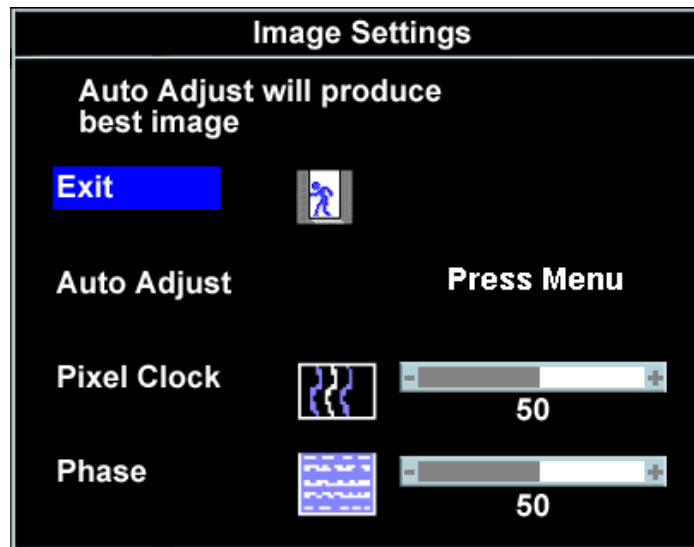 Image Settings
Auto Adjust will produce
best image
Exit
Auto Adjust
Press Menu
Pixel Clock
- +
50
Phase
- +
50